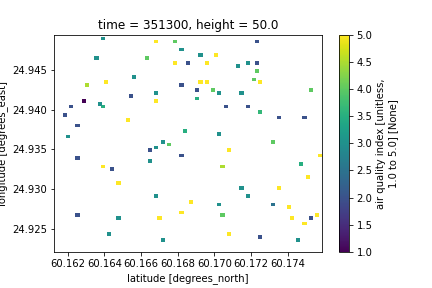 time = 351300, height = 50.0
24.945
24.940
24.935
24.930
24.925
longitude [degrees_east]
60.162 60.164 60.166 60.168 60.170 60.172 60.174
latitude [degrees_north]
5.0
4.5
4.0
3.5
3.0
2.5
2.0
1.5
1.0
air quality index [unitless,
1.0 to 5.0] [None]